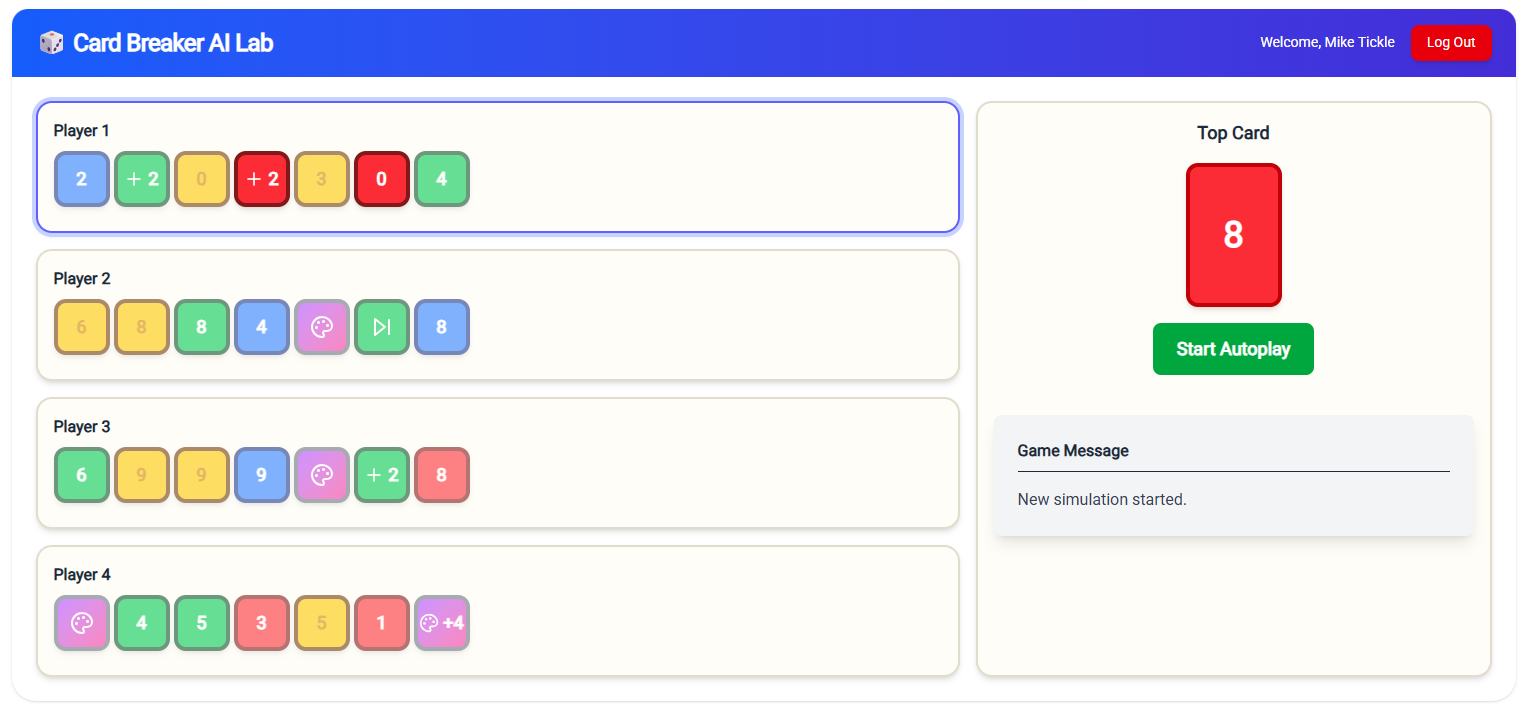 Card Breaker AI Lab
Welcome, Mike Tickle
Log Out
Player 1
2 + 2 0 + 2 3 0 4
Player 2
6 8 8 4 8
Player 3
6 9 9 9 + 2 8
Player 4
4 5 3 5 1 +4
Top Card
8
Start Autoplay
Game Message
New simulation started.